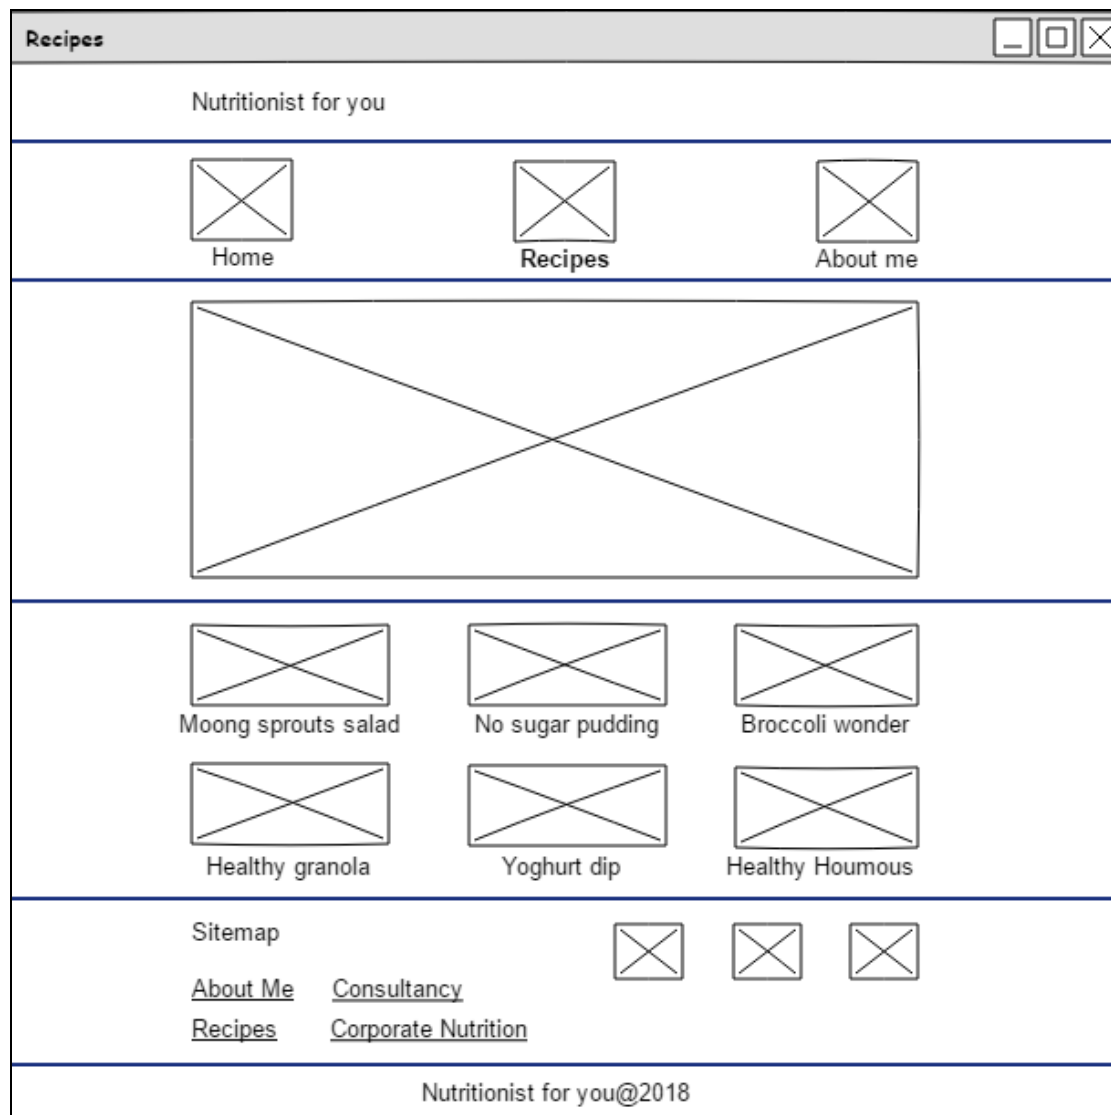 Recipes
Nutritionist for you
Home Recipes About me
Moong sprouts salad No sugar pudding Broccoli wonder
Healthy granola Yoghurt dip Healthy Houmous
Sitemap
About Me Consultancy
Recipes Corporate Nutrition
Nutritionist for you@2018